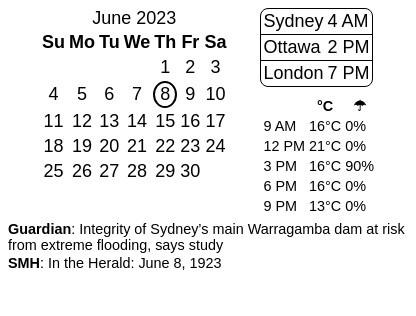 June 2023
Su Mo Tu We Th Fr Sa
1 2 3
4 5 6 7 8 9 10
11 12 13 14 15 16 17
18 19 20 21 22 23 24
25 26 27 28 29 30
Sydney 4 AM
Ottawa 2 PM
London 7 PM
°C ☂
9 AM 16°C 0%
12 PM 21°C 0%
3 PM 16°C 90%
6 PM 16°C 0%
9 PM 13°C 0%
Guardian: Integrity of Sydney’s main Warragamba dam at risk
from extreme flooding, says study
SMH: In the Herald: June 8, 1923